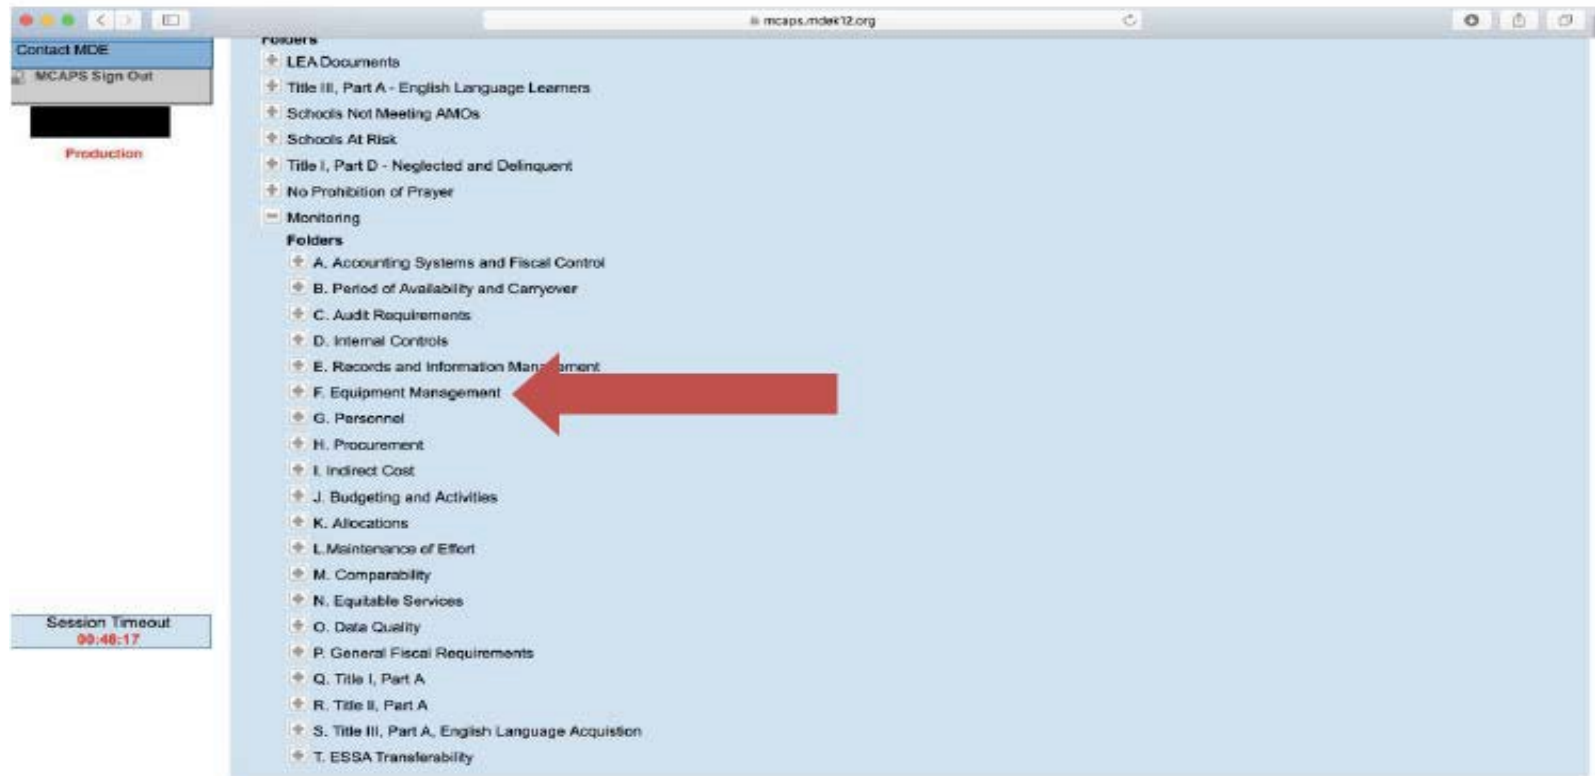 mcaps.mdek12.org
Contact MDE
MCAPS Sign Out
Production
Session Timeout
00:48:17
Folders
LEA Documents
Title III, Part A - English Language Learners
Schools Not Meeting AMOs
Schools At Risk
Title I, Part D - Neglected and Delinquent
No Prohibition of Prayer
Monitoring
Folders
A. Accounting Systems and Fiscal Control
B. Period of Availability and Carryover
C. Audit Requirements
D. Internal Controls
E. Records and Information Management
F. Equipment Management
G. Personnel
H. Procurement
I. Indirect Cost
J. Budgeting and Activities
K. Allocations
L.Maintenance of Effort
M. Comparability
N. Equitable Services
O. Data Quality
P. General Fiscal Requirements
Q. Title I, Part A
R. Title II, Part A
S. Title III, Part A, English Language Acquistion
T. ESSA Transferability